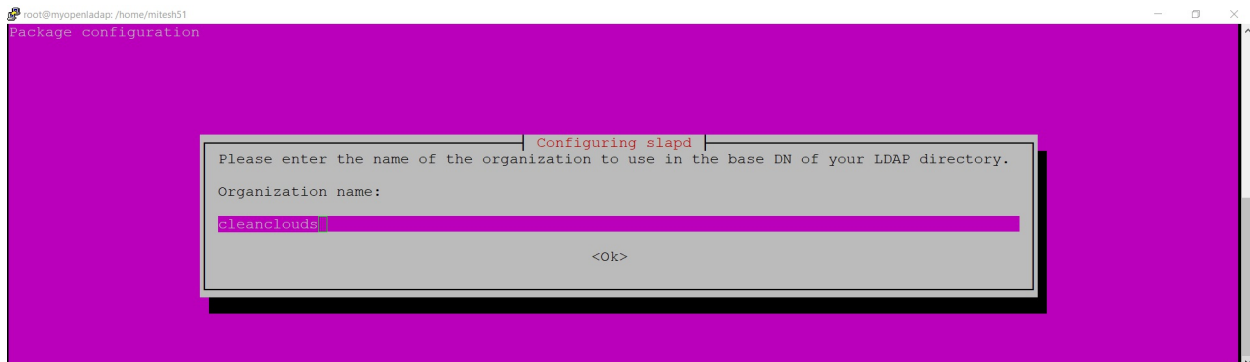 root@myopenladap: /home/mitesh51
Package configuration
Configuring slapd
Please enter the name of the organization to use in the base DN of your LDAP directory.
Organization name:
cleanclouds
<Ok>